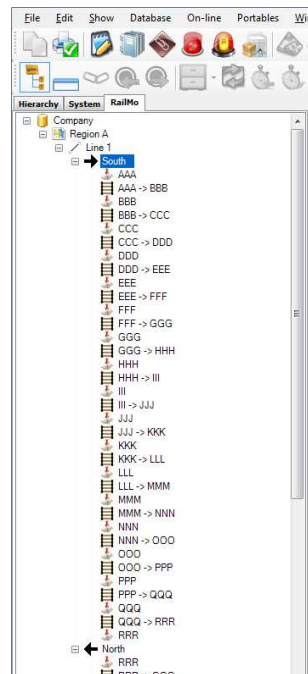 File Edit Show Database On-line Portables Wi
Hierarchy System RailMo
Company
Region A
Line 1
South
AAA
AAA -> BBB
BBB
BBB -> CCC
CCC
CCC -> DDD
DDD
DDD -> EEE
EEE
EEE -> FFF
FFF
FFF -> GGG
GGG
GGG -> HHH
HHH
HHH -> III
III
III -> JJJ
JJJ
JJJ -> KKK
KKK
KKK -> LLL
LLL
LLL -> MMM
MMM
MMM -> NNN
NNN
NNN -> OOO
OOO
OOO -> PPP
PPP
PPP -> QQQ
QQQ
QQQ -> RRR
RRR
North
RRR
RRR -> QQQ